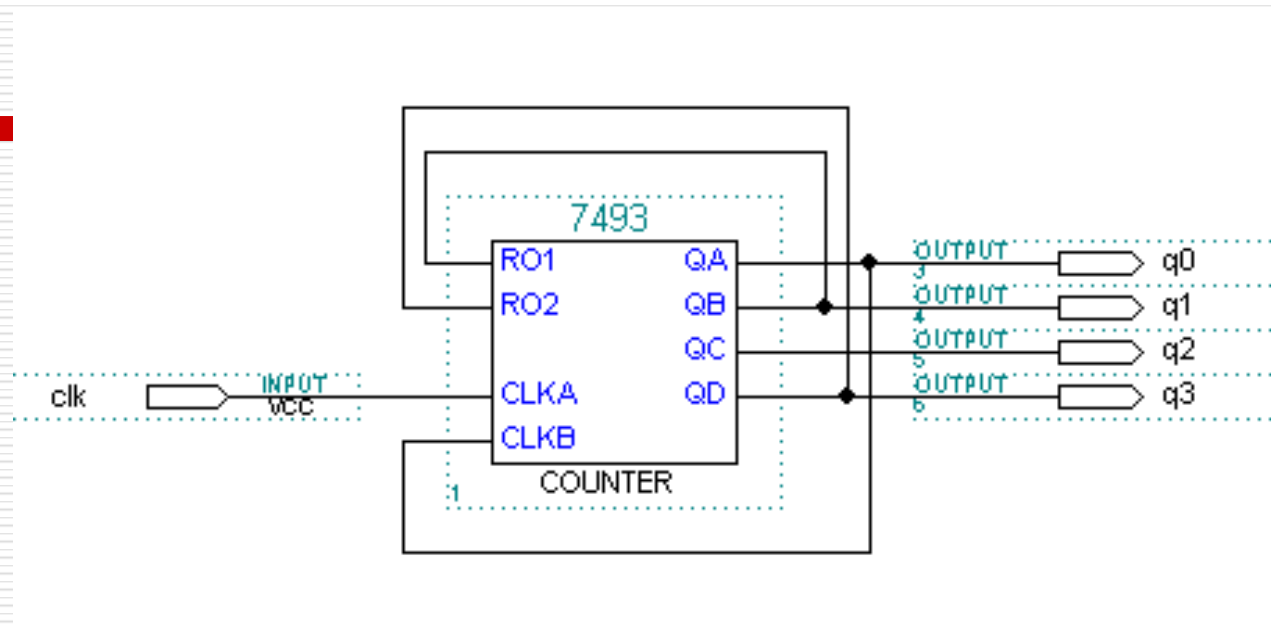 7493
RO1 QA OUTPUT 3 q0
RO2 QB OUTPUT 4 q1
QC OUTPUT 5 q2
clk INPUT VCC CLKA QD OUTPUT 6 q3
CLKB
1 COUNTER